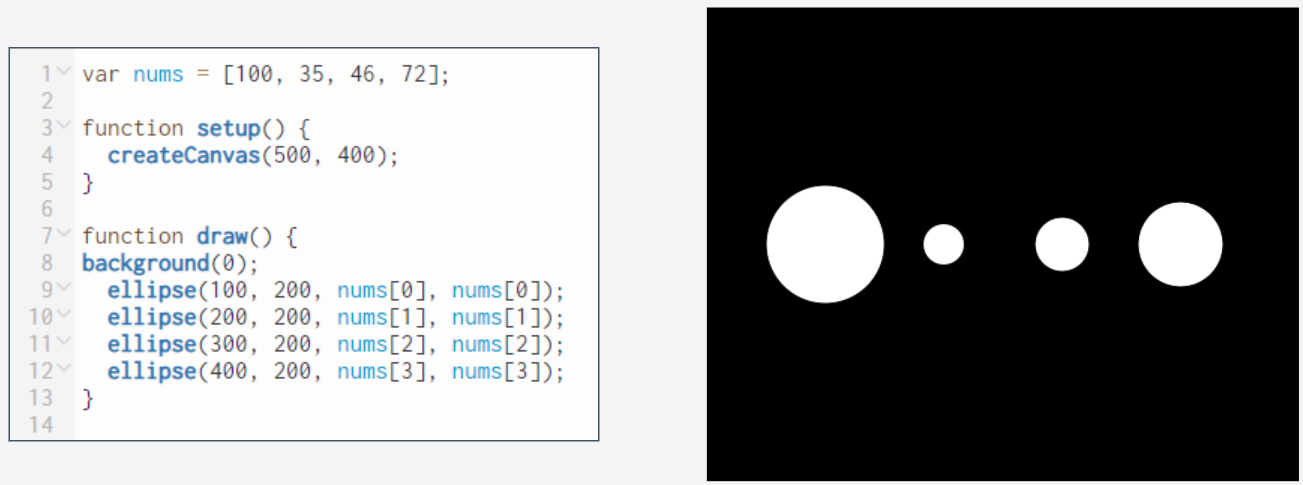 1 var nums = [100, 35, 46, 72];
2
3 function setup() {
4   createCanvas(500, 400);
5 }
6
7 function draw() {
8 background(0);
9   ellipse(100, 200, nums[0], nums[0]);
10   ellipse(200, 200, nums[1], nums[1]);
11   ellipse(300, 200, nums[2], nums[2]);
12   ellipse(400, 200, nums[3], nums[3]);
13 }
14